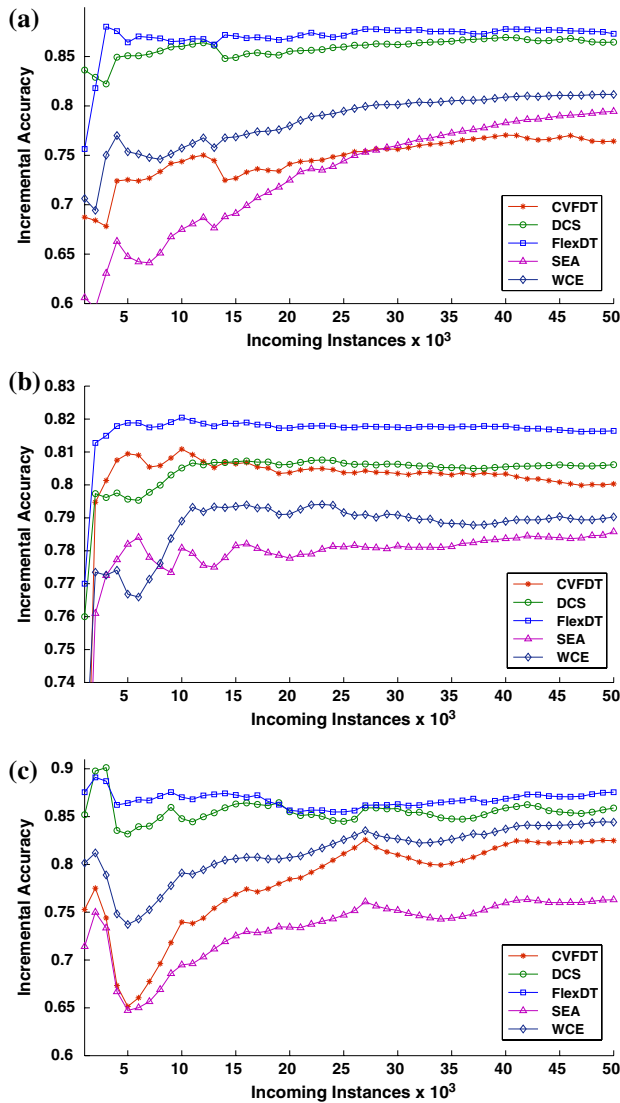 (a)
Incremental Accuracy
0.85
0.8
0.75
0.7
0.65
0.6
CVFDT
DCS
FlexDT
SEA
WCE
5 10 15 20 25 30 35 40 45 50
Incoming Instances x 10³
(b)
Incremental Accuracy
0.83
0.82
0.81
0.8
0.79
0.78
0.77
0.76
0.75
0.74
CVFDT
DCS
FlexDT
SEA
WCE
5 10 15 20 25 30 35 40 45 50
Incoming Instances x 10³
(c)
Incremental Accuracy
0.9
0.85
0.8
0.75
0.7
0.65
0.6
CVFDT
DCS
FlexDT
SEA
WCE
5 10 15 20 25 30 35 40 45 50
Incoming Instances x 10³